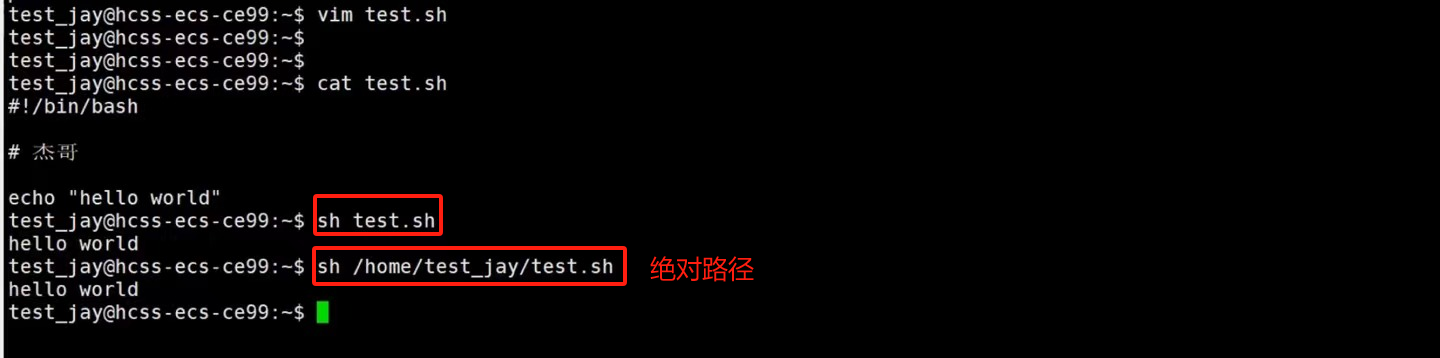 test_jay@hcss-ecs-ce99:~$ vim test.sh
test_jay@hcss-ecs-ce99:~$
test_jay@hcss-ecs-ce99:~$
test_jay@hcss-ecs-ce99:~$ cat test.sh
#!/bin/bash
# 杰哥
echo "hello world"
test_jay@hcss-ecs-ce99:~$ sh test.sh
hello world
test_jay@hcss-ecs-ce99:~$ sh /home/test_jay/test.sh 绝对路径
hello world
test_jay@hcss-ecs-ce99:~$